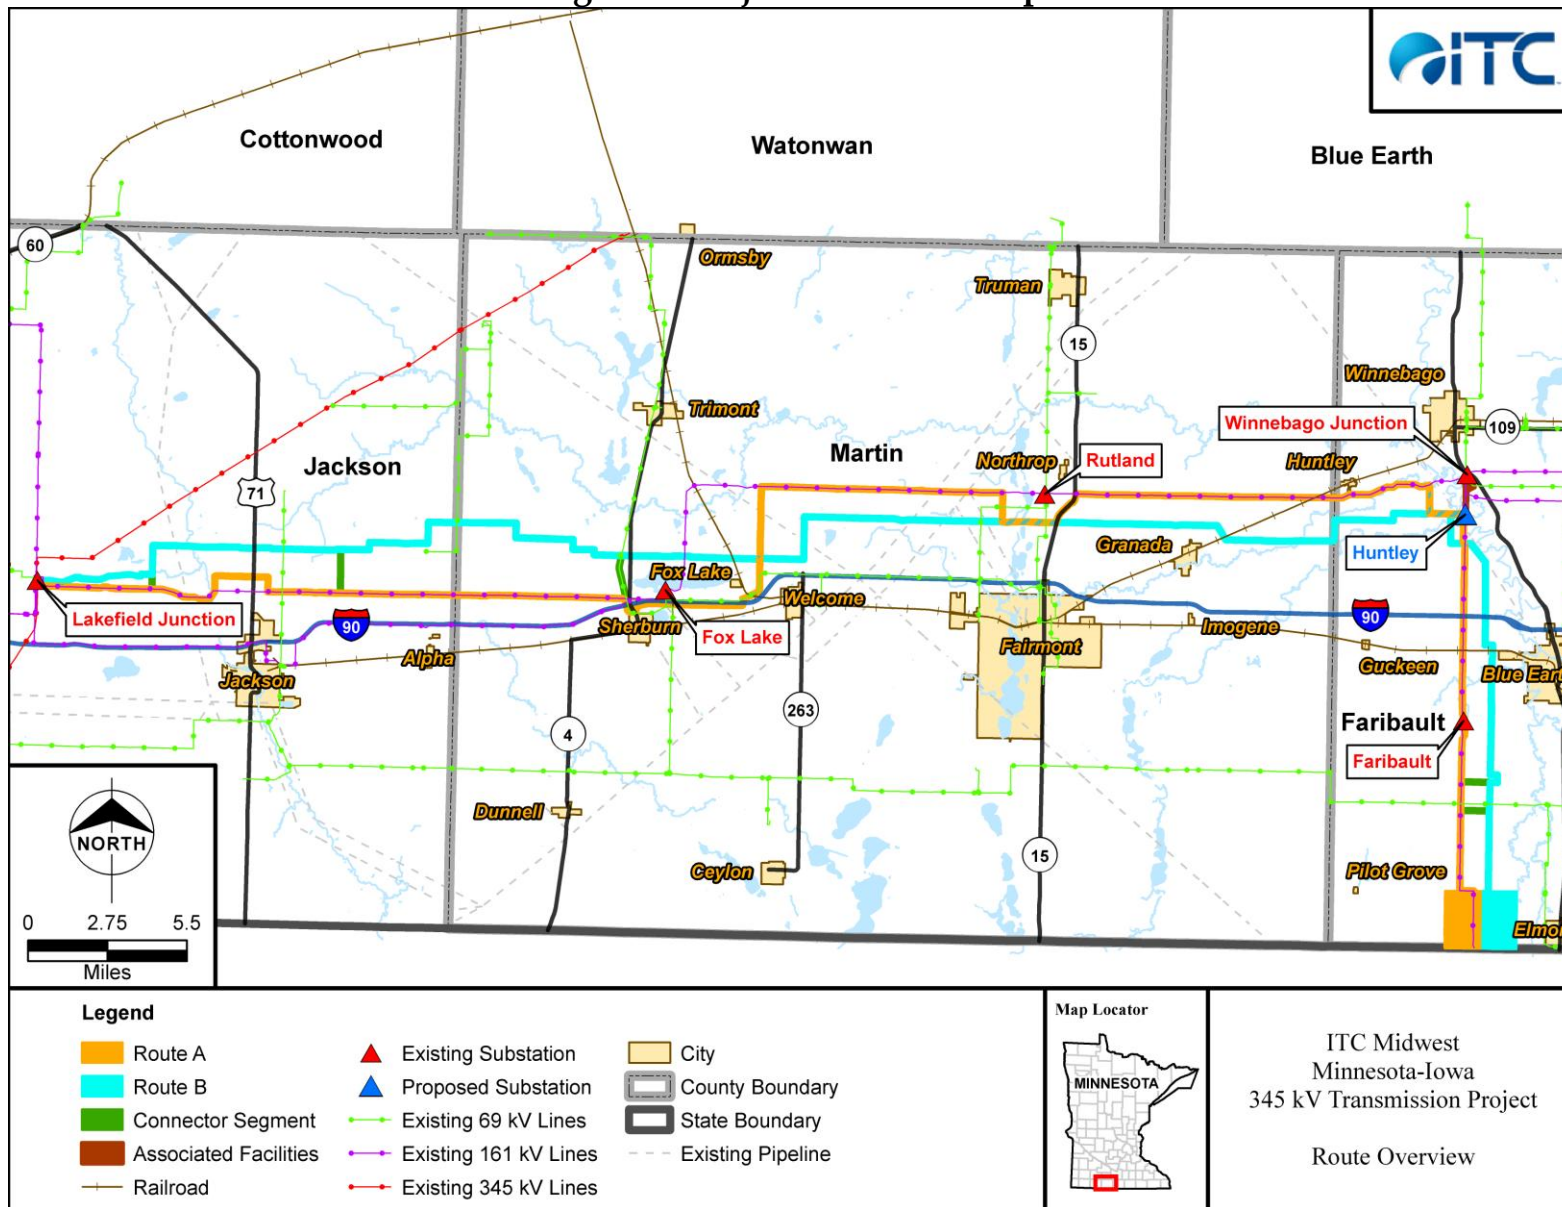 ITC
Cottonwood
Watonwan
Blue Earth
60
Ormsby
Truman
15
Winnebago
Trimont
Winnebago Junction
109
Martin
Jackson
Northrop
Rutland
Huntley
71
Granada
Huntley
Fox Lake
Welcome
Lakefield Junction
90
Sherburn
Fox Lake
90
Imogene
Alpha
Fairmont
Guckeen
Jackson
Blue Eart
263
4
Faribault
Faribault
NORTH
Dunnell
15
Ceylon
Pilot Grove
0 2.75 5.5
Miles
Elmo
Legend
Route A
Route B
Connector Segment
Associated Facilities
Railroad
Existing Substation
Proposed Substation
Existing 69 kV Lines
Existing 161 kV Lines
Existing 345 kV Lines
City
County Boundary
State Boundary
Existing Pipeline
Map Locator
MINNESOTA
ITC Midwest
Minnesota-Iowa
345 kV Transmission Project
Route Overview